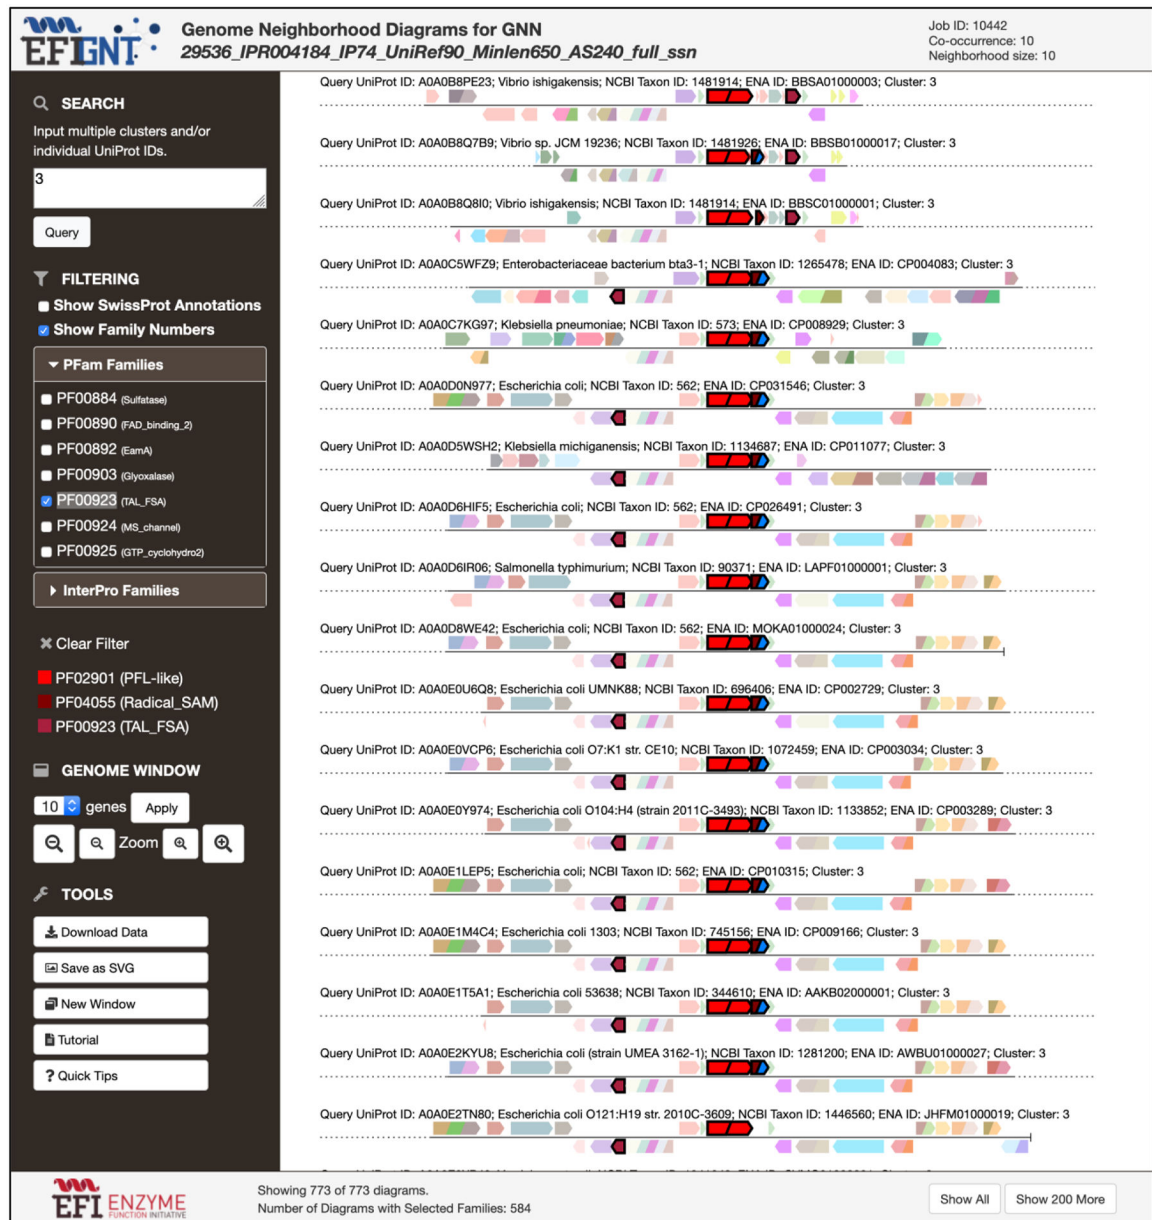 EFI GNT
Genome Neighborhood Diagrams for GNN
29536_IPR004184_IP74_UniRef90_Minlen650_AS240_full_ssn
Job ID: 10442
Co-occurrence: 10
Neighborhood size: 10
SEARCH
Input multiple clusters and/or
individual UniProt IDs.
3
Query
FILTERING
Show SwissProt Annotations
Show Family Numbers
PFam Families
PF00884 (Sulfatase)
PF00890 (FAD_binding_2)
PF00892 (EamA)
PF00903 (Glyoxalase)
PF00923 (TAL_FSA)
PF00924 (MS_channel)
PF00925 (GTP_cyclohydro2)
InterPro Families
Clear Filter
PF02901 (PFL-like)
PF04055 (Radical_SAM)
PF00923 (TAL_FSA)
GENOME WINDOW
10 genes Apply
Zoom
TOOLS
Download Data
Save as SVG
New Window
Tutorial
? Quick Tips
Query UniProt ID: A0A0B8PE23; Vibrio ishigakensis; NCBI Taxon ID: 1481914; ENA ID: BBSA01000003; Cluster: 3
Query UniProt ID: A0A0B8Q7B9; Vibrio sp. JCM 19236; NCBI Taxon ID: 1481926; ENA ID: BBSB01000017; Cluster: 3
Query UniProt ID: A0A0B8Q8I0; Vibrio ishigakensis; NCBI Taxon ID: 1481914; ENA ID: BBSC01000001; Cluster: 3
Query UniProt ID: A0A0C5WFZ9; Enterobacteriaceae bacterium bta3-1; NCBI Taxon ID: 1265478; ENA ID: CP004083; Cluster: 3
Query UniProt ID: A0A0C7KG97; Klebsiella pneumoniae; NCBI Taxon ID: 573; ENA ID: CP008929; Cluster: 3
Query UniProt ID: A0A0D0N977; Escherichia coli; NCBI Taxon ID: 562; ENA ID: CP031546; Cluster: 3
Query UniProt ID: A0A0D5WSH2; Klebsiella michiganensis; NCBI Taxon ID: 1134687; ENA ID: CP011077; Cluster: 3
Query UniProt ID: A0A0D6HIF5; Escherichia coli; NCBI Taxon ID: 562; ENA ID: CP026491; Cluster: 3
Query UniProt ID: A0A0D6IR06; Salmonella typhimurium; NCBI Taxon ID: 90371; ENA ID: LAPF01000001; Cluster: 3
Query UniProt ID: A0A0D8WE42; Escherichia coli; NCBI Taxon ID: 562; ENA ID: MOKA01000024; Cluster: 3
Query UniProt ID: A0A0E0U6Q8; Escherichia coli UMNK88; NCBI Taxon ID: 696406; ENA ID: CP002729; Cluster: 3
Query UniProt ID: A0A0E0VCP6; Escherichia coli O7:K1 str. CE10; NCBI Taxon ID: 1072459; ENA ID: CP003034; Cluster: 3
Query UniProt ID: A0A0E0Y974; Escherichia coli O104:H4 (strain 2011C-3493); NCBI Taxon ID: 1133852; ENA ID: CP003289; Cluster: 3
Query UniProt ID: A0A0E1LEP5; Escherichia coli; NCBI Taxon ID: 562; ENA ID: CP010315; Cluster: 3
Query UniProt ID: A0A0E1M4C4; Escherichia coli 1303; NCBI Taxon ID: 745156; ENA ID: CP009166; Cluster: 3
Query UniProt ID: A0A0E1T5A1; Escherichia coli 53638; NCBI Taxon ID: 344610; ENA ID: AAKB02000001; Cluster: 3
Query UniProt ID: A0A0E2KYU8; Escherichia coli (strain UMEA 3162-1); NCBI Taxon ID: 1281200; ENA ID: AWBU01000027; Cluster: 3
Query UniProt ID: A0A0E2TN80; Escherichia coli O121:H19 str. 2010C-3609; NCBI Taxon ID: 1446560; ENA ID: JHFM01000019; Cluster: 3
EFI ENZYME
FUNCTION INITIATIVE
Showing 773 of 773 diagrams.
Number of Diagrams with Selected Families: 584
Show All
Show 200 More